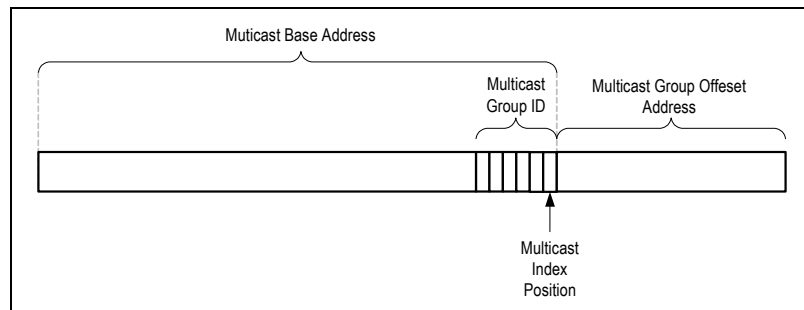 Muticast Base Address
Multicast
Group ID
Multicast Group Offeset
Address
Multicast
Index
Position